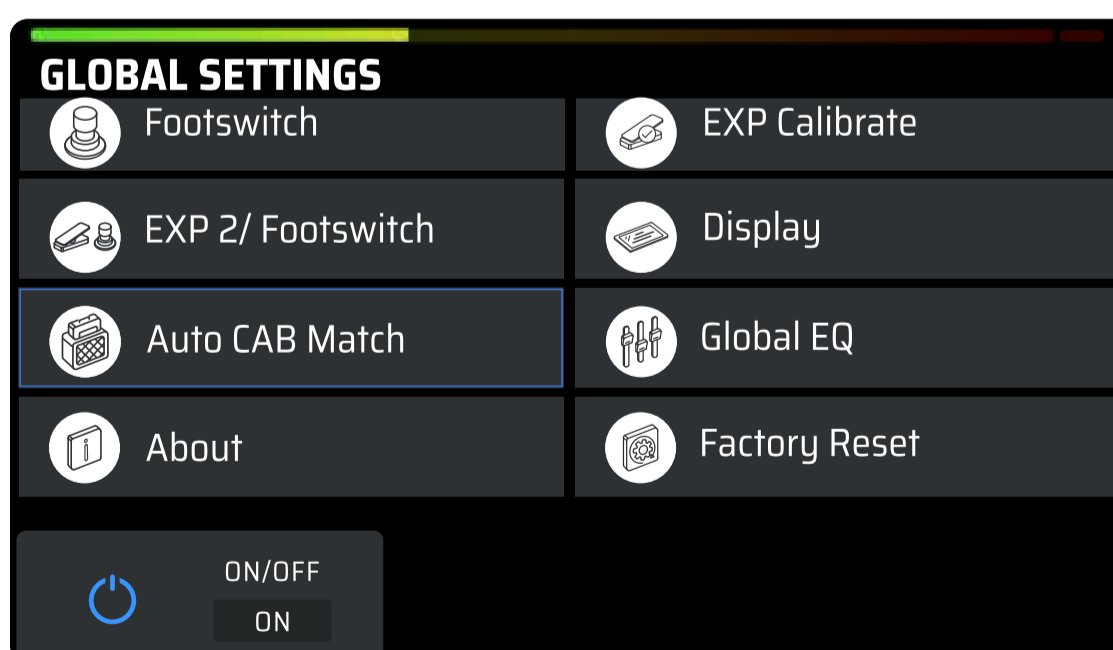 GLOBAL SETTINGS
Footswitch
EXP Calibrate
EXP 2/ Footswitch
Display
Auto CAB Match
Global EQ
About
Factory Reset
ON/OFF
ON